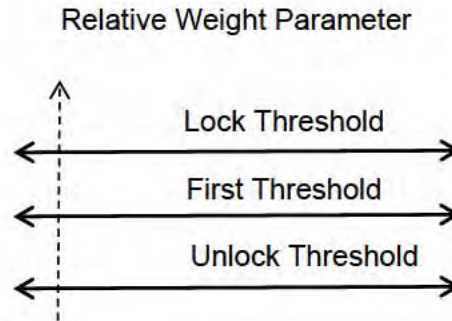 Relative Weight Parameter
Lock Threshold
First Threshold
Unlock Threshold